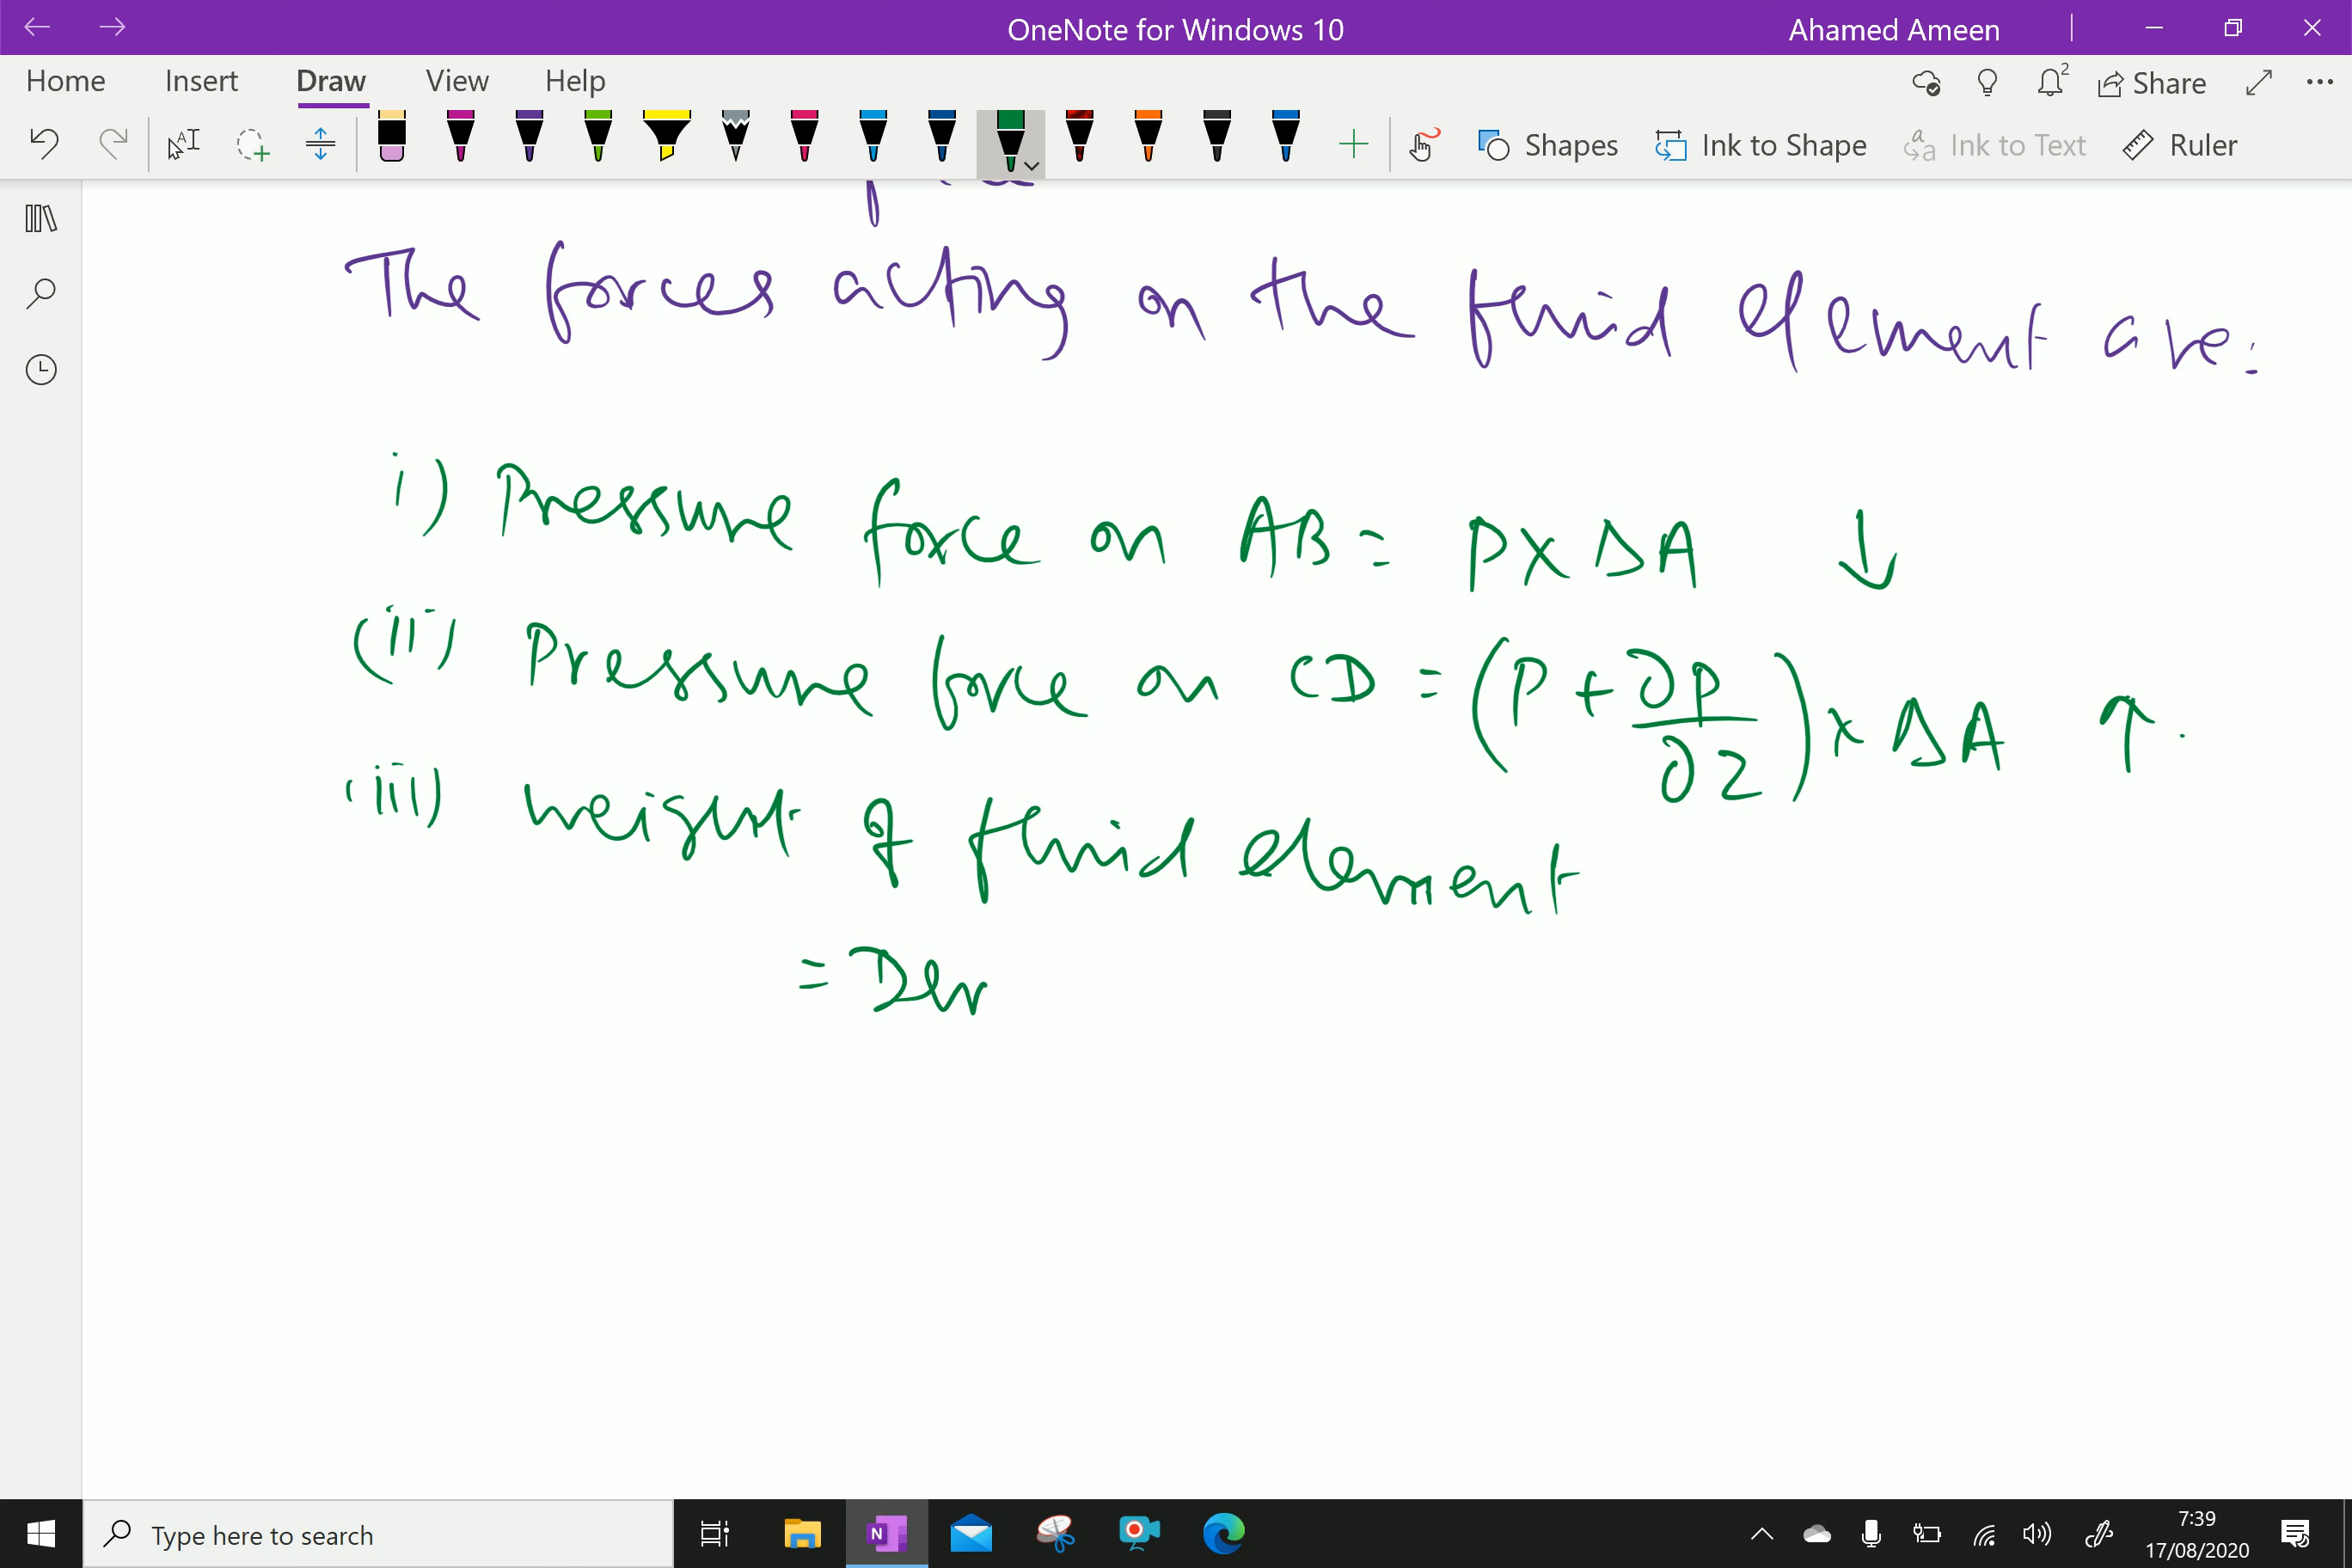 OneNote for Windows 10
Ahamed Ameen
Home Insert Draw View Help
2
Share
Shapes
Ink to Shape
Ink to Text
Ruler
The forces acting on the fluid element are:
i) Pressure force on AB = P X ΔA ↓
(ii) Pressure force on CD = (P + ∂P/∂Z) x ΔA ↑.
(iii) weight of fluid element
=
Type here to search
7:39
17/08/2020